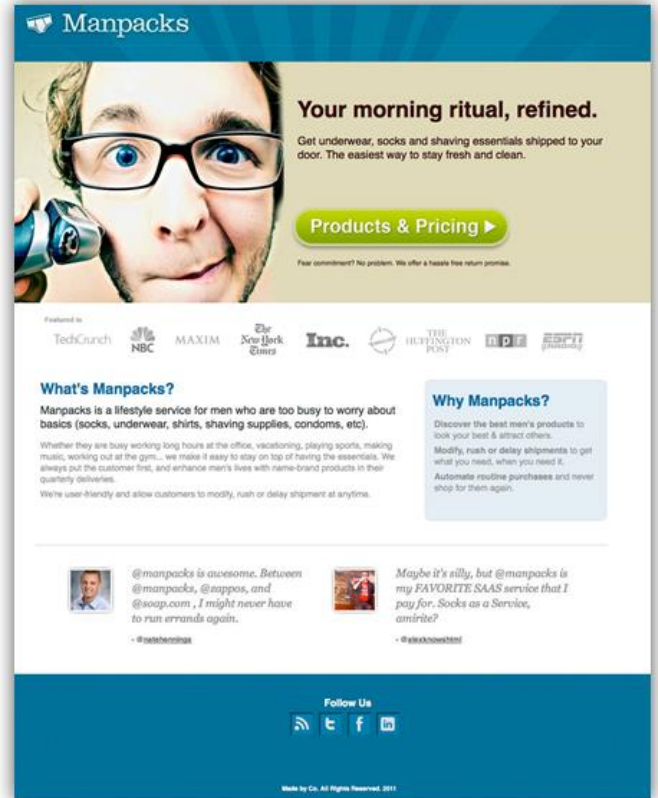 Manpacks
Your morning ritual, refined.
Get underwear, socks and shaving essentials shipped to your
door. The easiest way to stay fresh and clean.
Products & Pricing
Fear commitment? No problem. We offer a hassle free return promise.
Featured in
TechCrunch
NBC
MAXIM
The
New York
Times
Inc.
THE
HUFFINGTON
POST
npr
ESPN
RADIO
What's Manpacks?
Manpacks is a lifestyle service for men who are too busy to worry about
basics (socks, underwear, shirts, shaving supplies, condoms, etc).
Whether they are busy working long hours at the office, vacationing, playing sports, making
music, working out at the gym... we make it easy to stay on top of having the essentials. We
always put the customer first, and enhance men's lives with name-brand products in their
quarterly deliveries.
We're user-friendly and allow customers to modify, rush or delay shipment at anytime.
Why Manpacks?
Discover the best men's products to
look your best & attract others.
Modify, rush or delay shipments to get
what you need, when you need it.
Automate routine purchases and never
shop for them again.
@manpacks is awesome. Between
@manpacks, @zappos, and
@soap.com , I might never have
to run errands again.
- @natehennings
Maybe it's silly, but @manpacks is
my FAVORITE SAAS service that I
pay for. Socks as a Service,
amirite?
- @alexknowshtml
Follow Us
t
f
in
Made by Co. All Rights Reserved. 2011